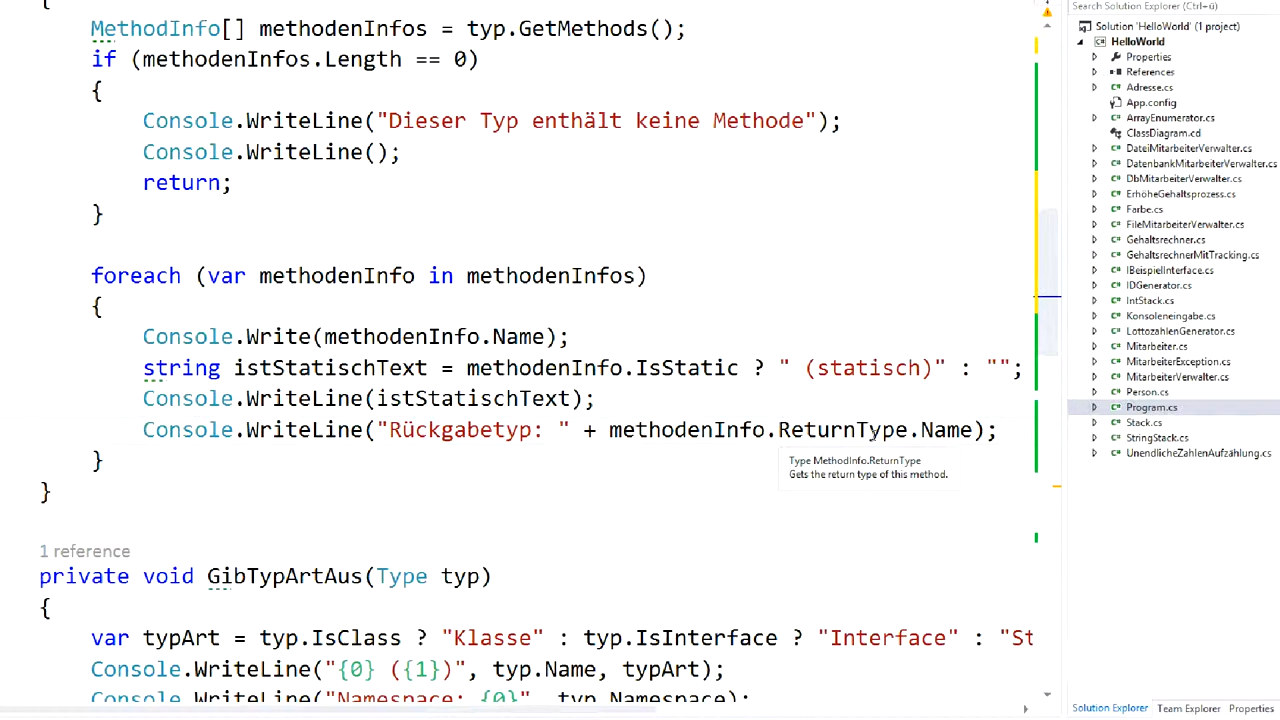 {
MethodInfo[] methodenInfos = typ.GetMethods();
if (methodenInfos.Length == 0)
{
Console.WriteLine("Dieser Typ enthält keine Methode");
Console.WriteLine();
return;
}
foreach (var methodenInfo in methodenInfos)
{
Console.Write(methodenInfo.Name);
string istStatischText = methodenInfo.IsStatic ? " (statisch)" : "";
Console.WriteLine(istStatischText);
Console.WriteLine("Rückgabetyp: " + methodenInfo.ReturnType.Name);
Type MethodInfo.ReturnType
Gets the return type of this method.
}
}
1 reference
private void GibTypArtAus(Type typ)
{
var typArt = typ.IsClass ? "Klasse" : typ.IsInterface ? "Interface" : "St
Console.WriteLine("{0} ({1})", typ.Name, typArt);
Console.WriteLine("Namespace: {0}", typ.Namespace);
Search Solution Explorer (Ctrl+ü)
Solution 'HelloWorld' (1 project)
HelloWorld
Properties
References
Adresse.cs
App.config
ArrayEnumerator.cs
ClassDiagram.cd
DateiMitarbeiterVerwalter.cs
DatenbankMitarbeiterVerwalter.cs
DbMitarbeiterVerwalter.cs
ErhöheGehaltsprozess.cs
Farbe.cs
FileMitarbeiterVerwalter.cs
Gehaltsrechner.cs
GehaltsrechnerMitTracking.cs
IBeispielInterface.cs
IDGenerator.cs
IntStack.cs
Konsoleneingabe.cs
LottozahlenGenerator.cs
Mitarbeiter.cs
MitarbeiterException.cs
MitarbeiterVerwalter.cs
Person.cs
Program.cs
Stack.cs
StringStack.cs
UnendlicheZahlenAufzählung.cs
Solution Explorer Team Explorer Properties